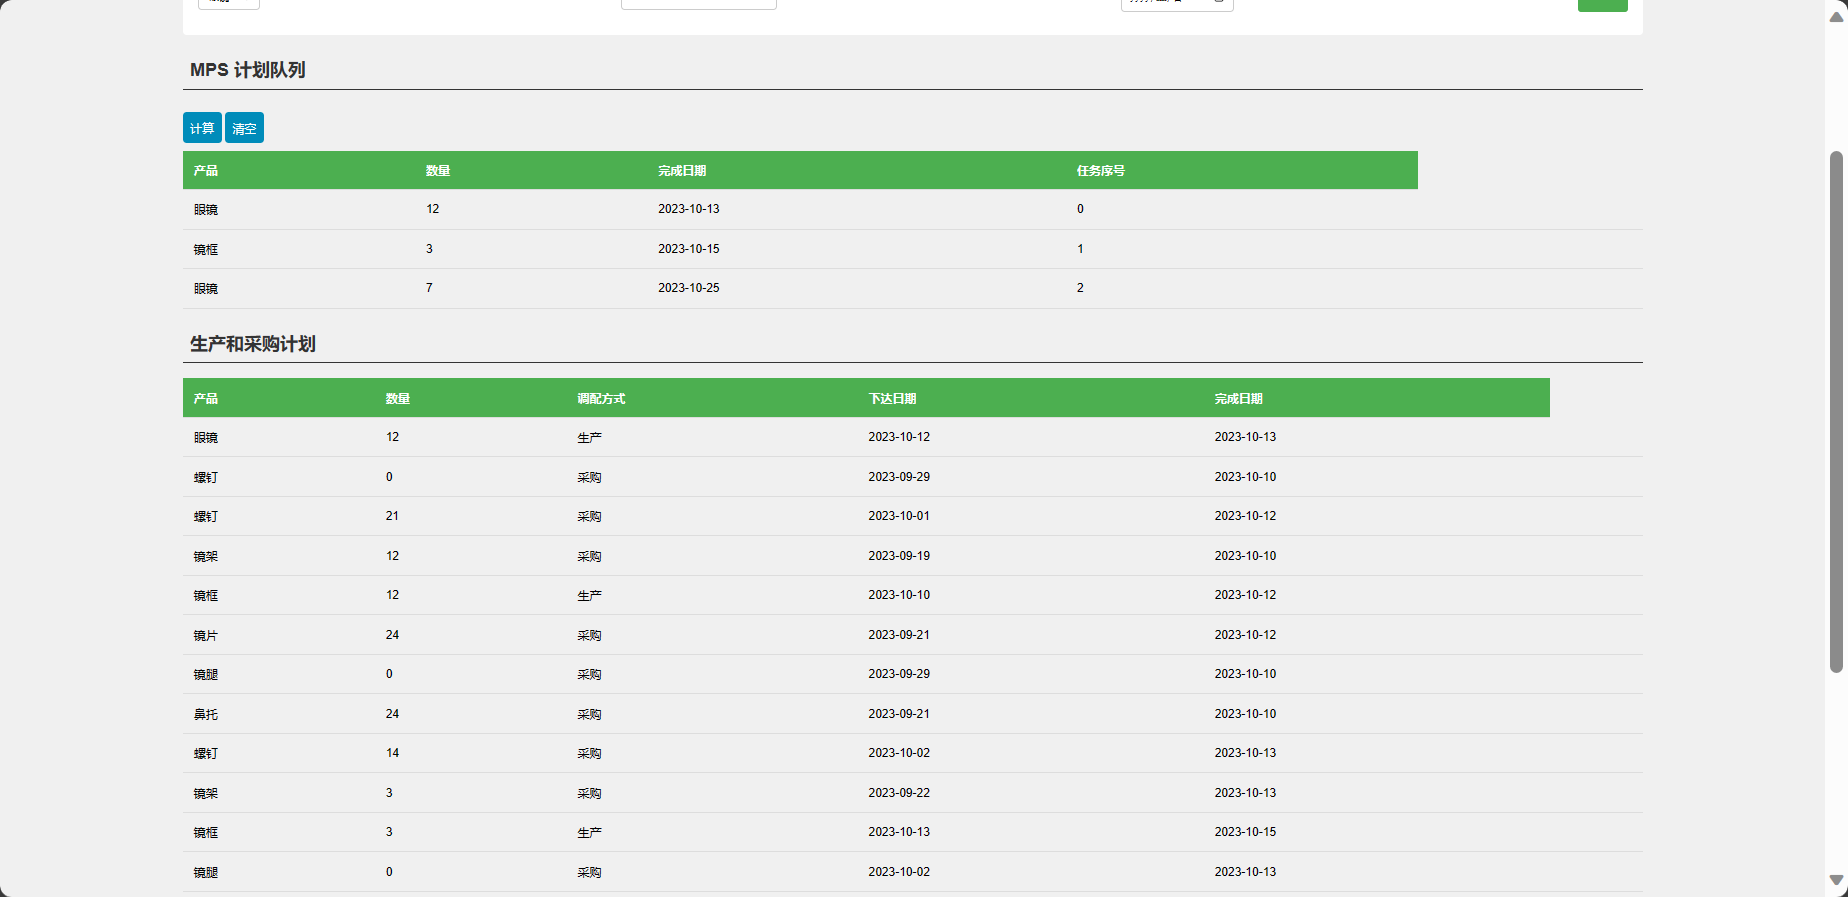 MPS 计划队列
计算 清空
产品 数量 完成日期 任务序号
眼镜 12 2023-10-13 0
镜框 3 2023-10-15 1
眼镜 7 2023-10-25 2
生产和采购计划
产品 数量 调配方式 下达日期 完成日期
眼镜 12 生产 2023-10-12 2023-10-13
螺钉 0 采购 2023-09-29 2023-10-10
螺钉 21 采购 2023-10-01 2023-10-12
镜架 12 采购 2023-09-19 2023-10-10
镜框 12 生产 2023-10-10 2023-10-12
镜片 24 采购 2023-09-21 2023-10-12
镜腿 0 采购 2023-09-29 2023-10-10
鼻托 24 采购 2023-09-21 2023-10-10
螺钉 14 采购 2023-10-02 2023-10-13
镜架 3 采购 2023-09-22 2023-10-13
镜框 3 生产 2023-10-13 2023-10-15
镜腿 0 采购 2023-10-02 2023-10-13